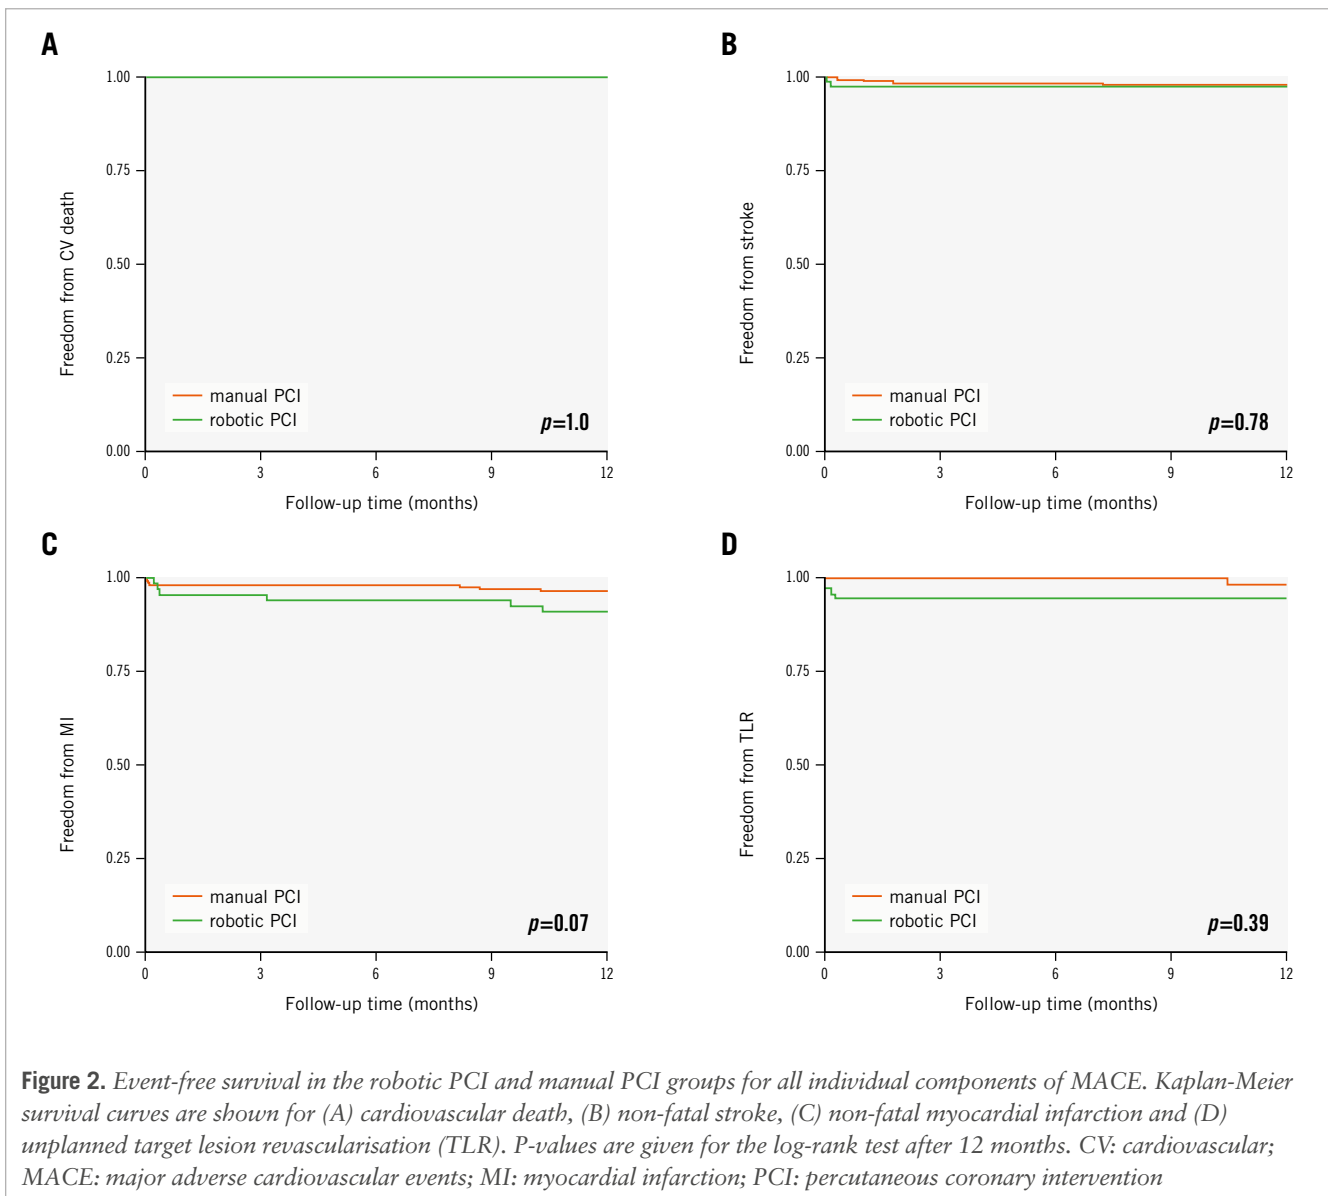 A
1.00
0.75
0.50
0.25
0.00
Freedom from CV death
manual PCI
robotic PCI
p=1.0
0 3 6 9 12
Follow-up time (months)
B
1.00
0.75
0.50
0.25
0.00
Freedom from stroke
manual PCI
robotic PCI
p=0.78
0 3 6 9 12
Follow-up time (months)
C
1.00
0.75
0.50
0.25
0.00
Freedom from MI
manual PCI
robotic PCI
p=0.07
0 3 6 9 12
Follow-up time (months)
D
1.00
0.75
0.50
0.25
0.00
Freedom from TLR
manual PCI
robotic PCI
p=0.39
0 3 6 9 12
Follow-up time (months)
Figure 2. Event-free survival in the robotic PCI and manual PCI groups for all individual components of MACE. Kaplan-Meier
survival curves are shown for (A) cardiovascular death, (B) non-fatal stroke, (C) non-fatal myocardial infarction and (D)
unplanned target lesion revascularisation (TLR). P-values are given for the log-rank test after 12 months. CV: cardiovascular;
MACE: major adverse cardiovascular events; MI: myocardial infarction; PCI: percutaneous coronary intervention